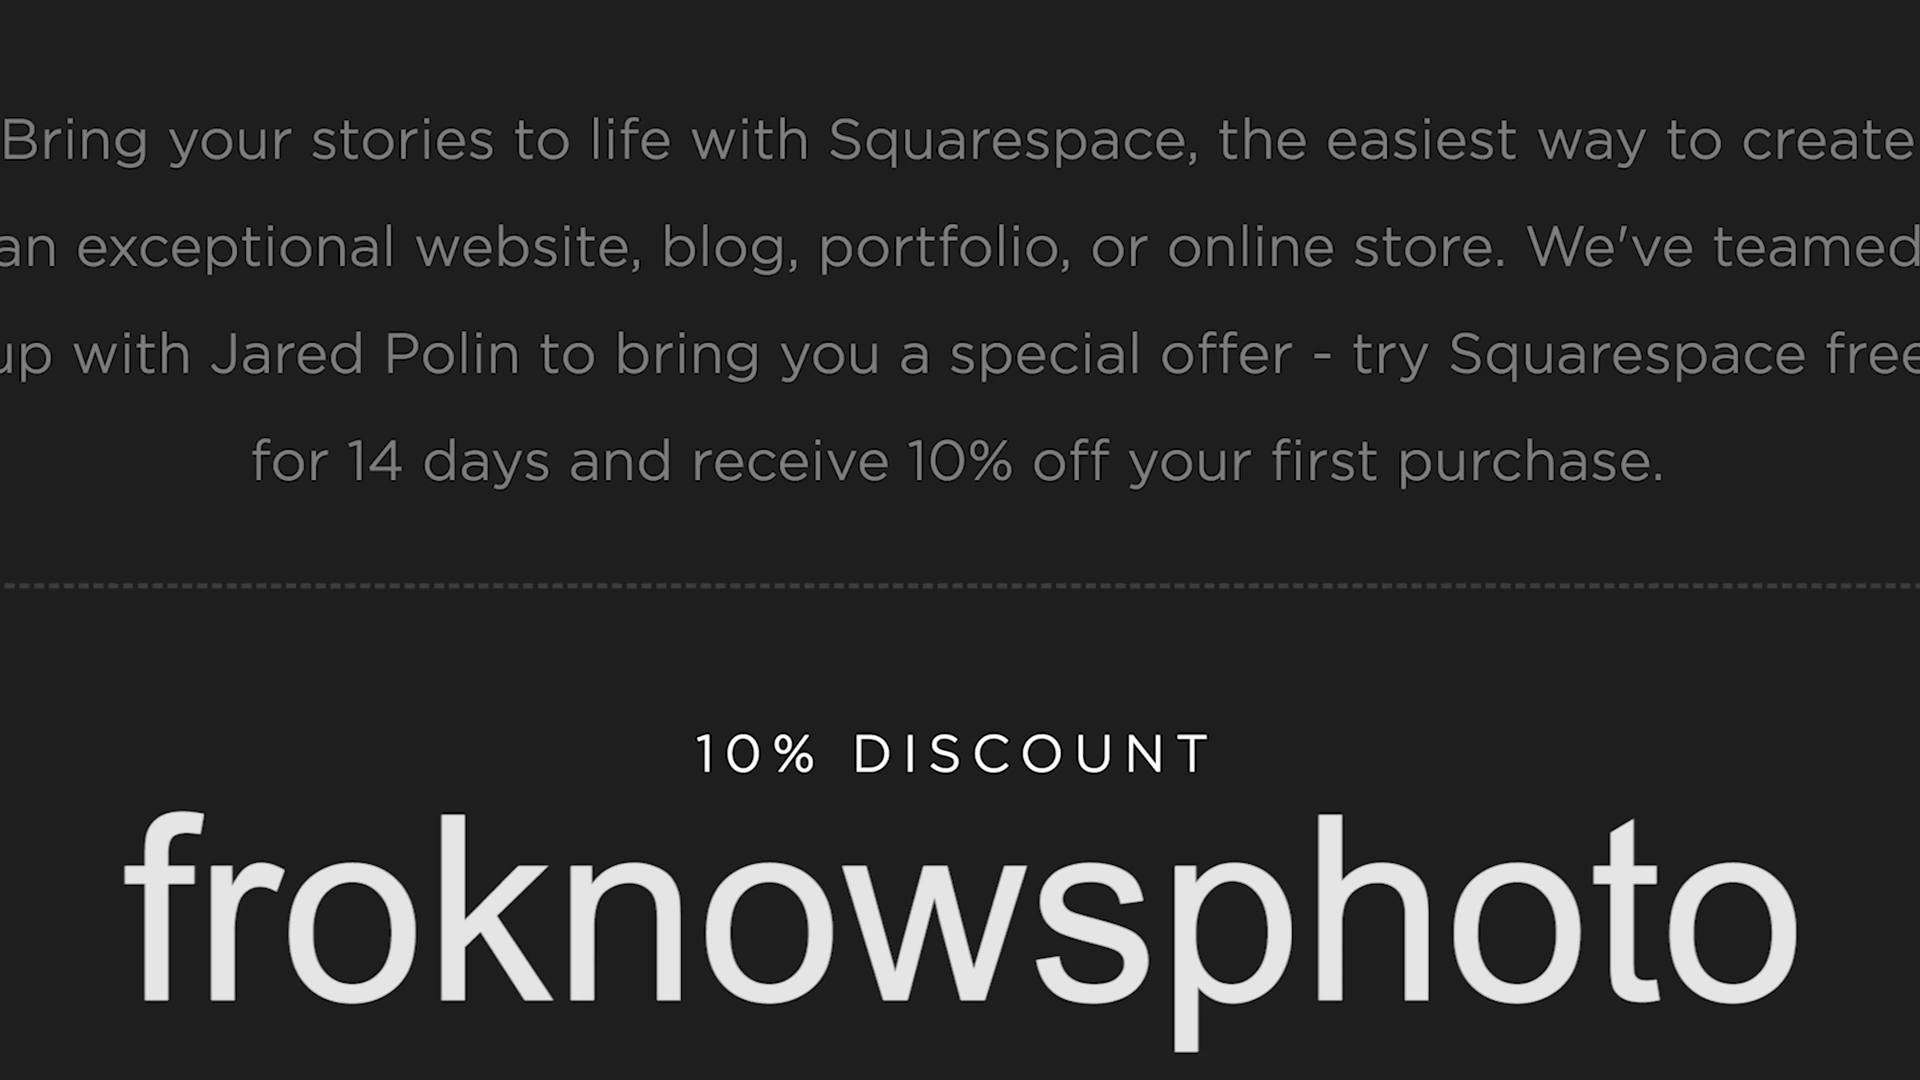 Bring your stories to life with Squarespace, the easiest way to create
an exceptional website, blog, portfolio, or online store. We've teamed
up with Jared Polin to bring you a special offer - try Squarespace free
for 14 days and receive 10% off your first purchase.
10% DISCOUNT
froknowsphoto